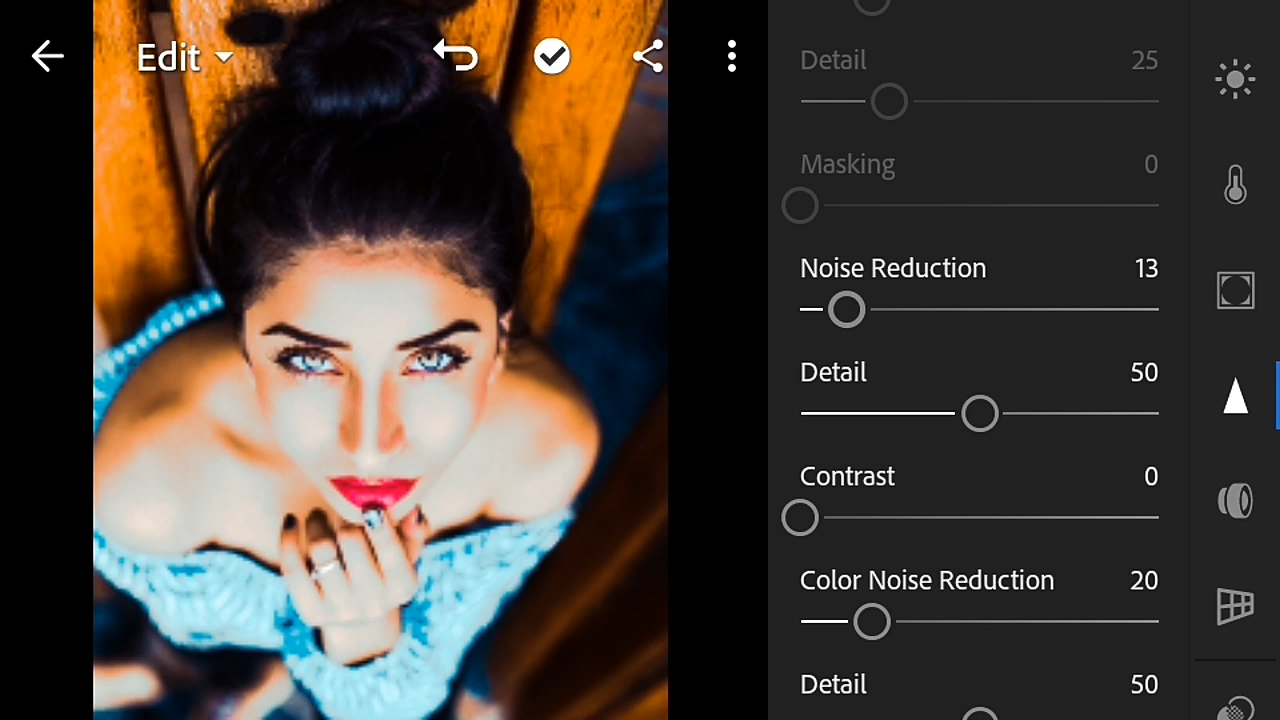 Edit
Detail 25
Masking 0
Noise Reduction 13
Detail 50
Contrast 0
Color Noise Reduction 20
Detail 50